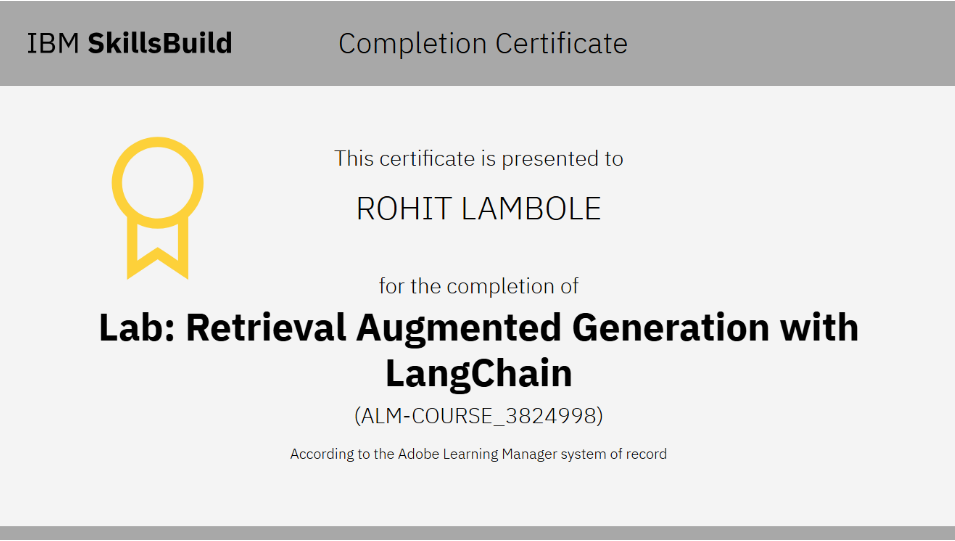 IBM SkillsBuild
Completion Certificate
This certificate is presented to
ROHIT LAMBOLE
for the completion of
Lab: Retrieval Augmented Generation with
LangChain
(ALM-COURSE_3824998)
According to the Adobe Learning Manager system of record